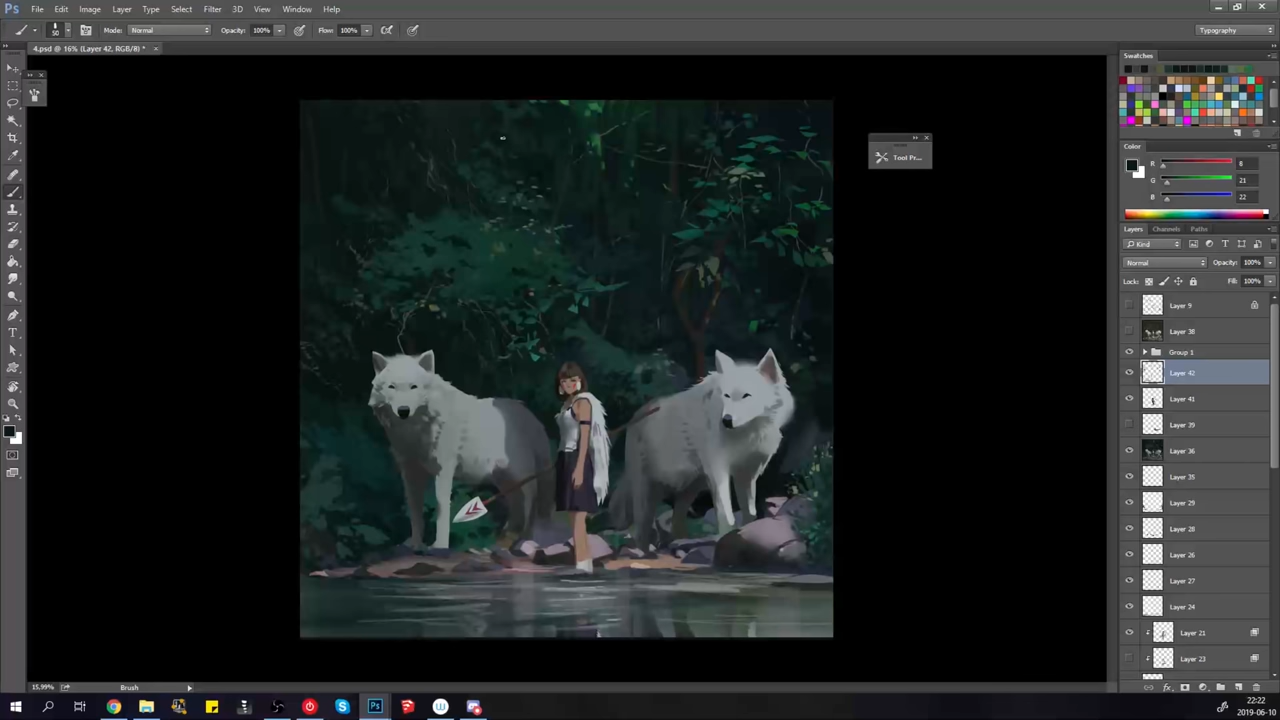 Ps File Edit Image Layer Type Select Filter 3D View Window Help
50 Mode: Normal Opacity: 100% Flow: 100% Typography
4.psd @ 16% (Layer 42, RGB/8) * ×
Swatches
Tool Pr...
Color
R 8
G 21
B 22
Layers Channels Paths
Kind
Normal Opacity: 100%
Lock: Fill: 100%
Layer 9
Layer 38
Group 1
Layer 42
Layer 41
Layer 39
Layer 36
Layer 35
Layer 29
Layer 28
Layer 26
Layer 27
Layer 24
Layer 21
Layer 23
15.99% Brush
22:22
2019-06-10